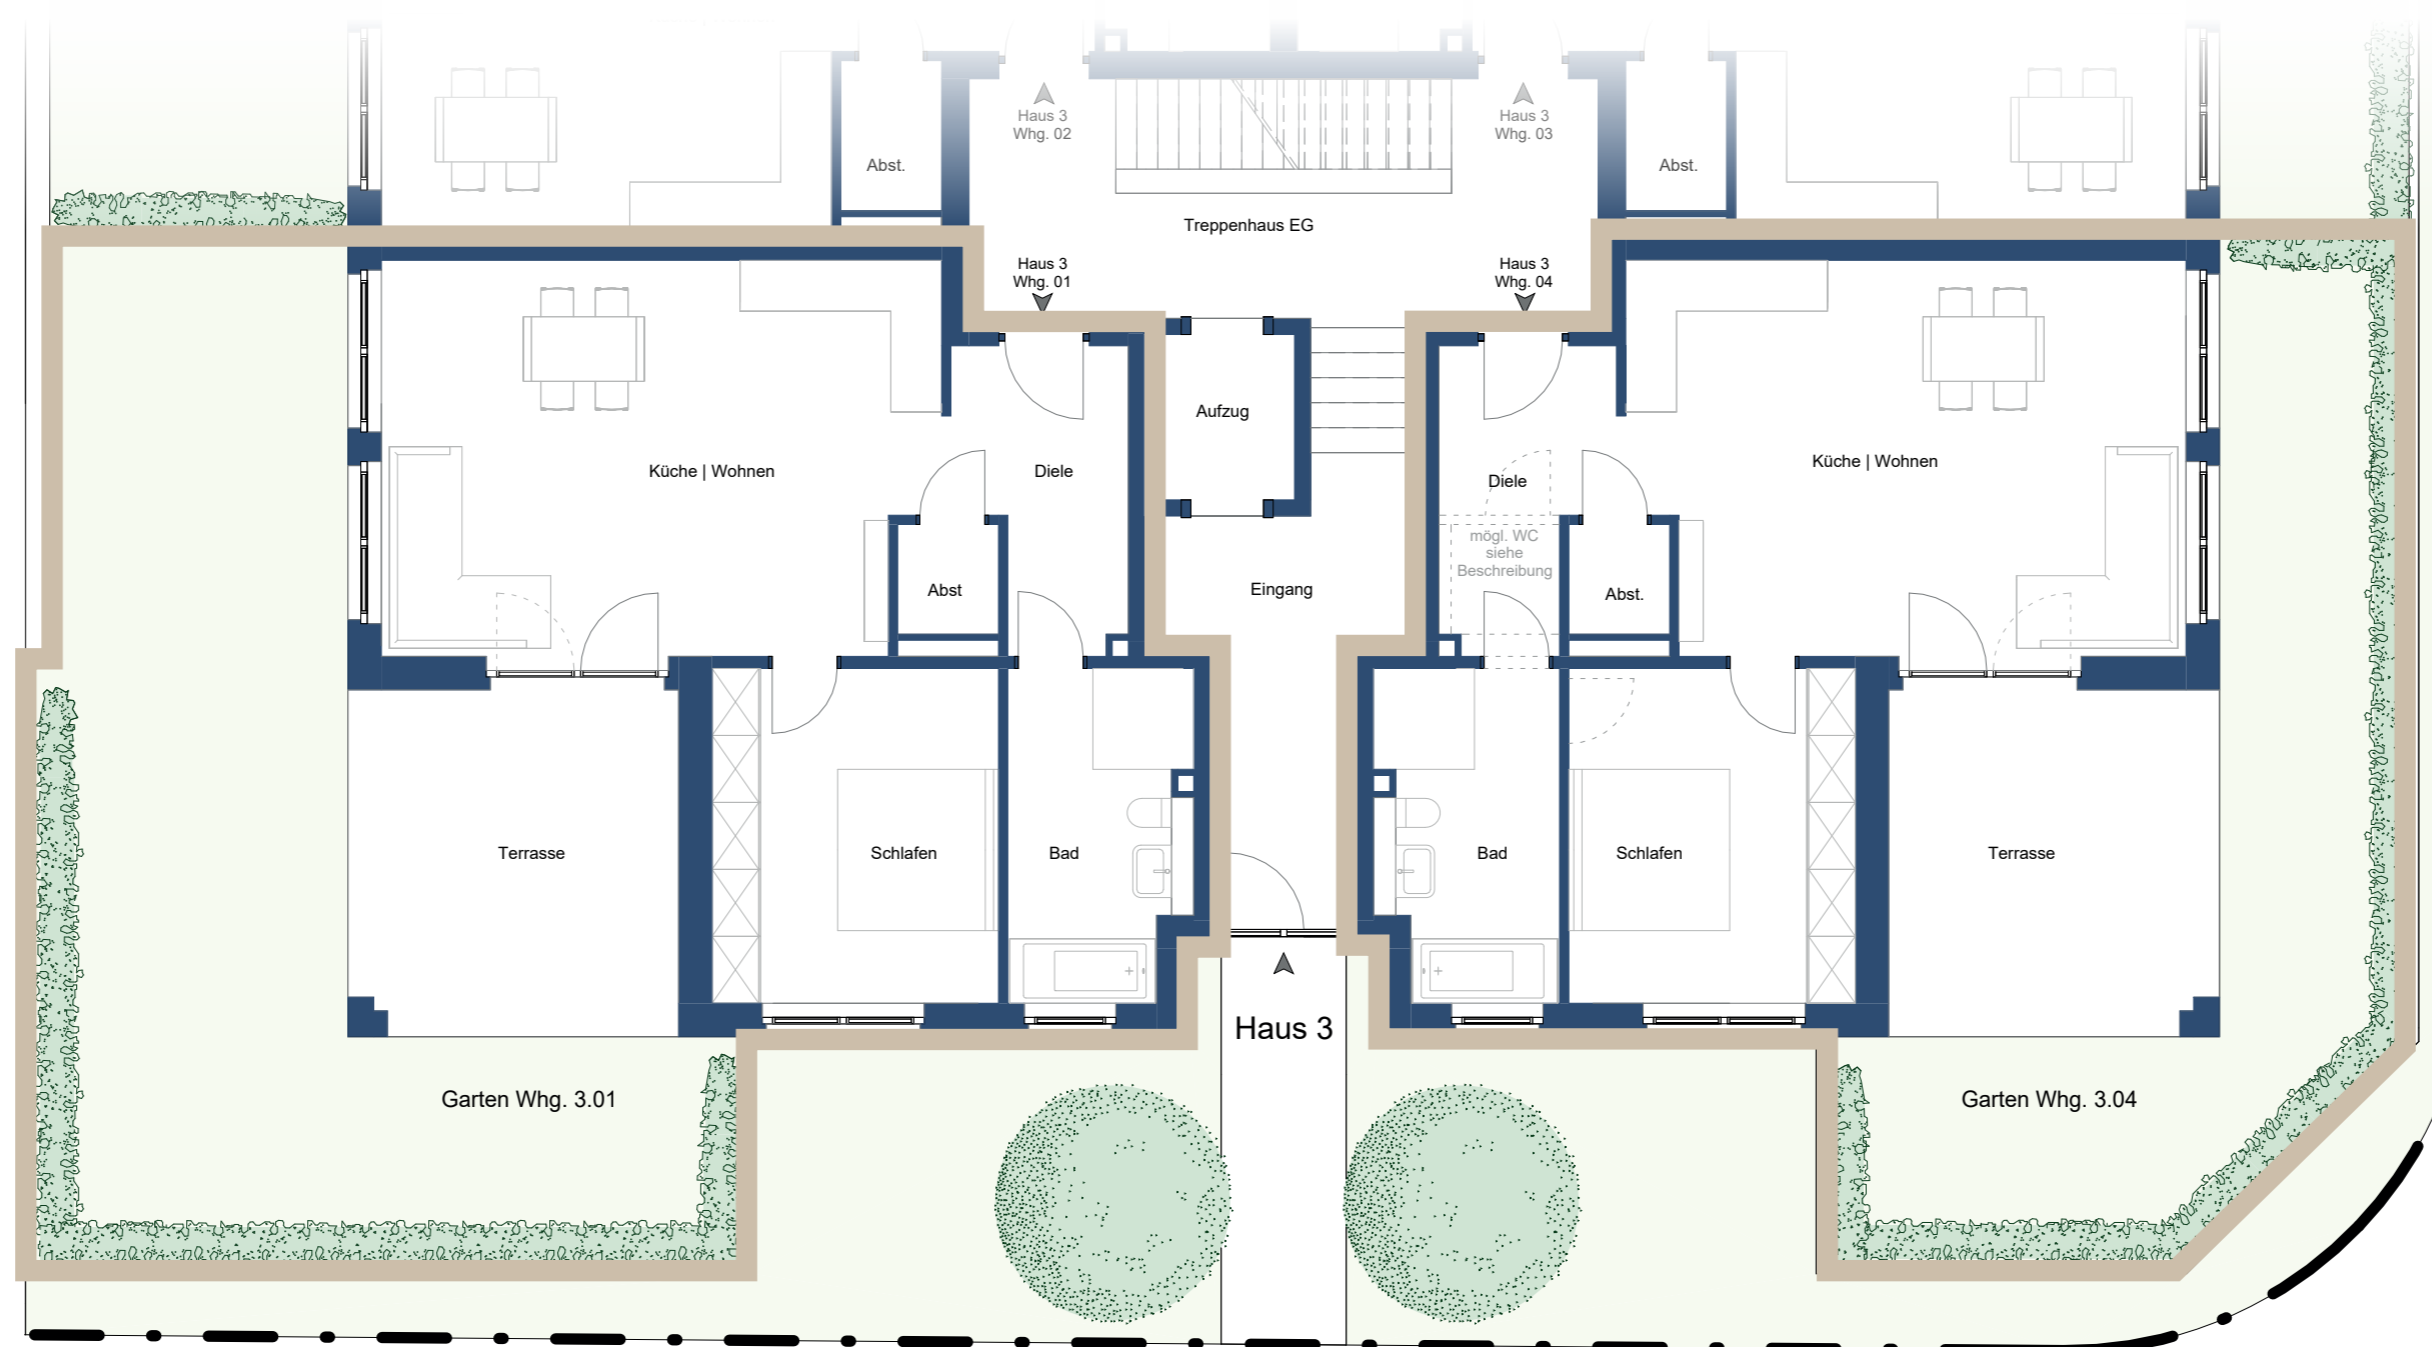 Haus 3
Whg. 02
Haus 3
Whg. 03
Abst.
Abst.
Treppenhaus EG
Haus 3
Whg. 01
Haus 3
Whg. 04
Aufzug
Küche | Wohnen
Diele
Diele
Küche | Wohnen
mögl. WC
siehe
Beschreibung
Abst
Eingang
Abst.
Terrasse
Schlafen
Bad
Bad
Schlafen
Terrasse
Haus 3
Garten Whg. 3.01
Garten Whg. 3.04